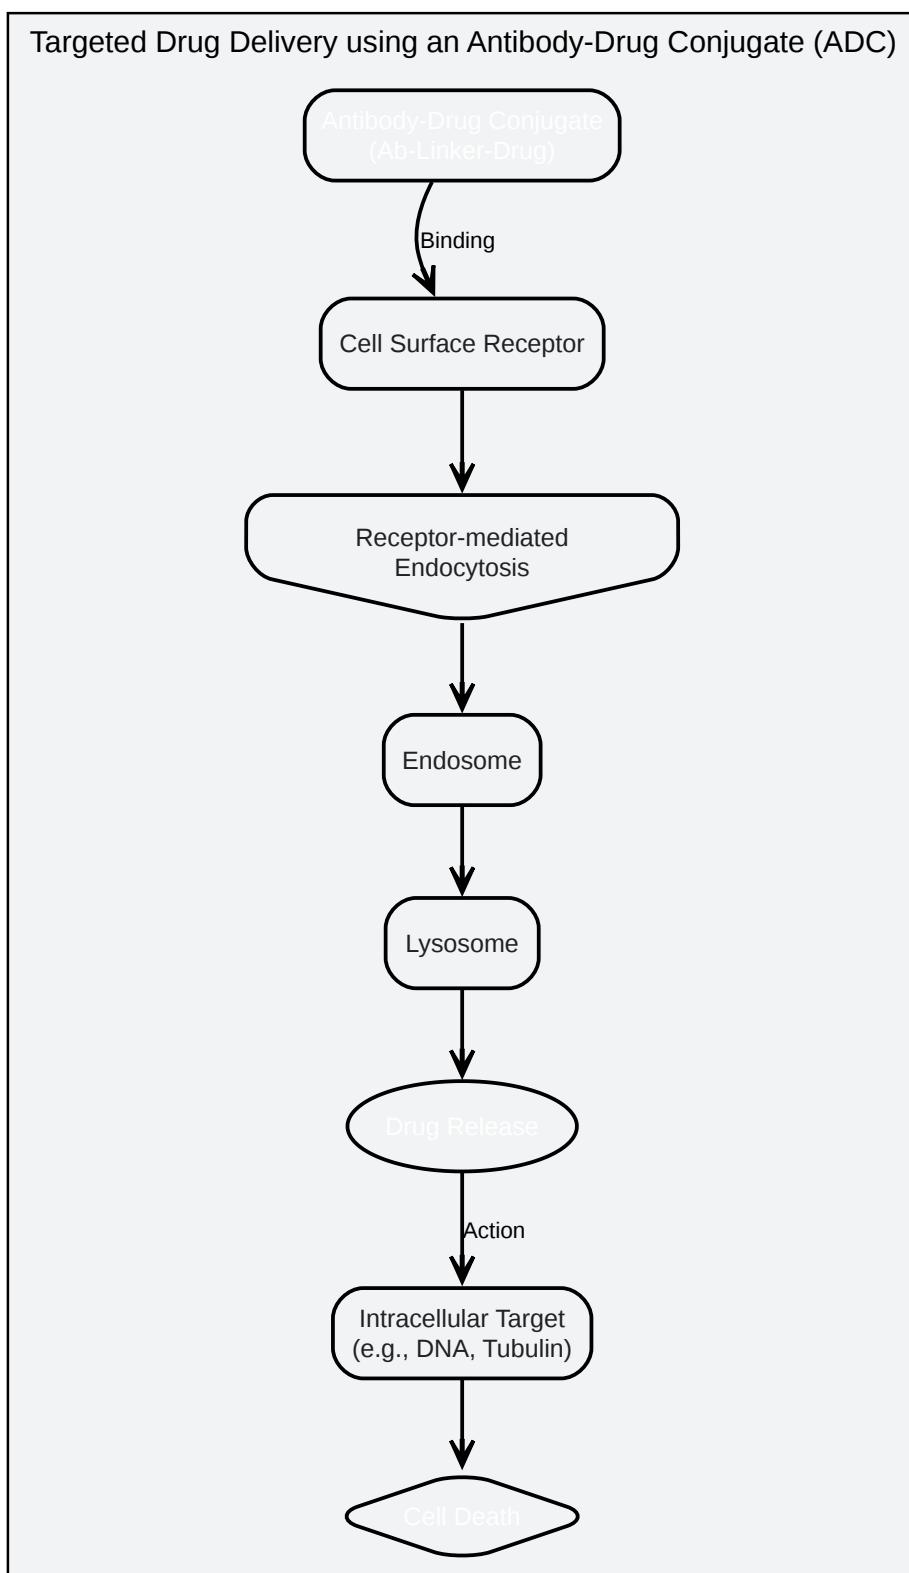 Targeted Drug Delivery using an Antibody-Drug Conjugate (ADC)
Antibody-Drug Conjugate
(Ab-Linker-Drug)
Binding
Cell Surface Receptor
Receptor-mediated
Endocytosis
Endosome
Lysosome
Drug Release
Action
Intracellular Target
(e.g., DNA, Tubulin)
Cell Death